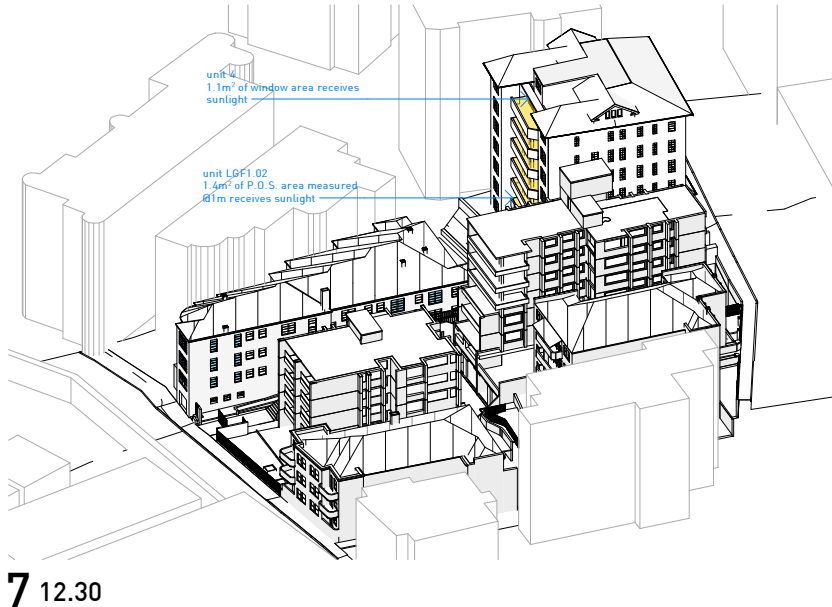 unit 4
1.1m² of window area receives
sunlight
unit LGF1.02
1.4m² of P.O.S. area measured
@1m receives sunlight
7 12.30